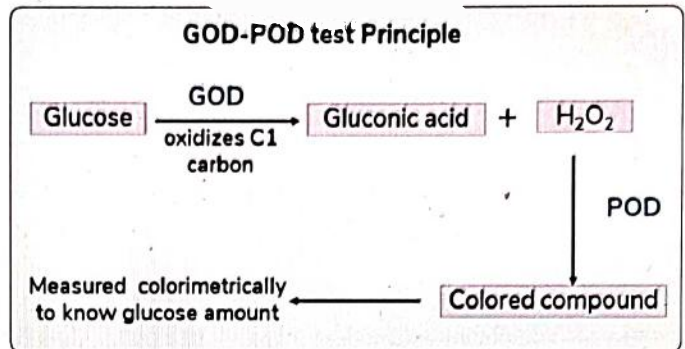 GOD-POD test Principle
GOD
Glucose
oxidizes C1
carbon
Gluconic acid + H₂O₂
POD
Colored compound
Measured colorimetrically
to know glucose amount